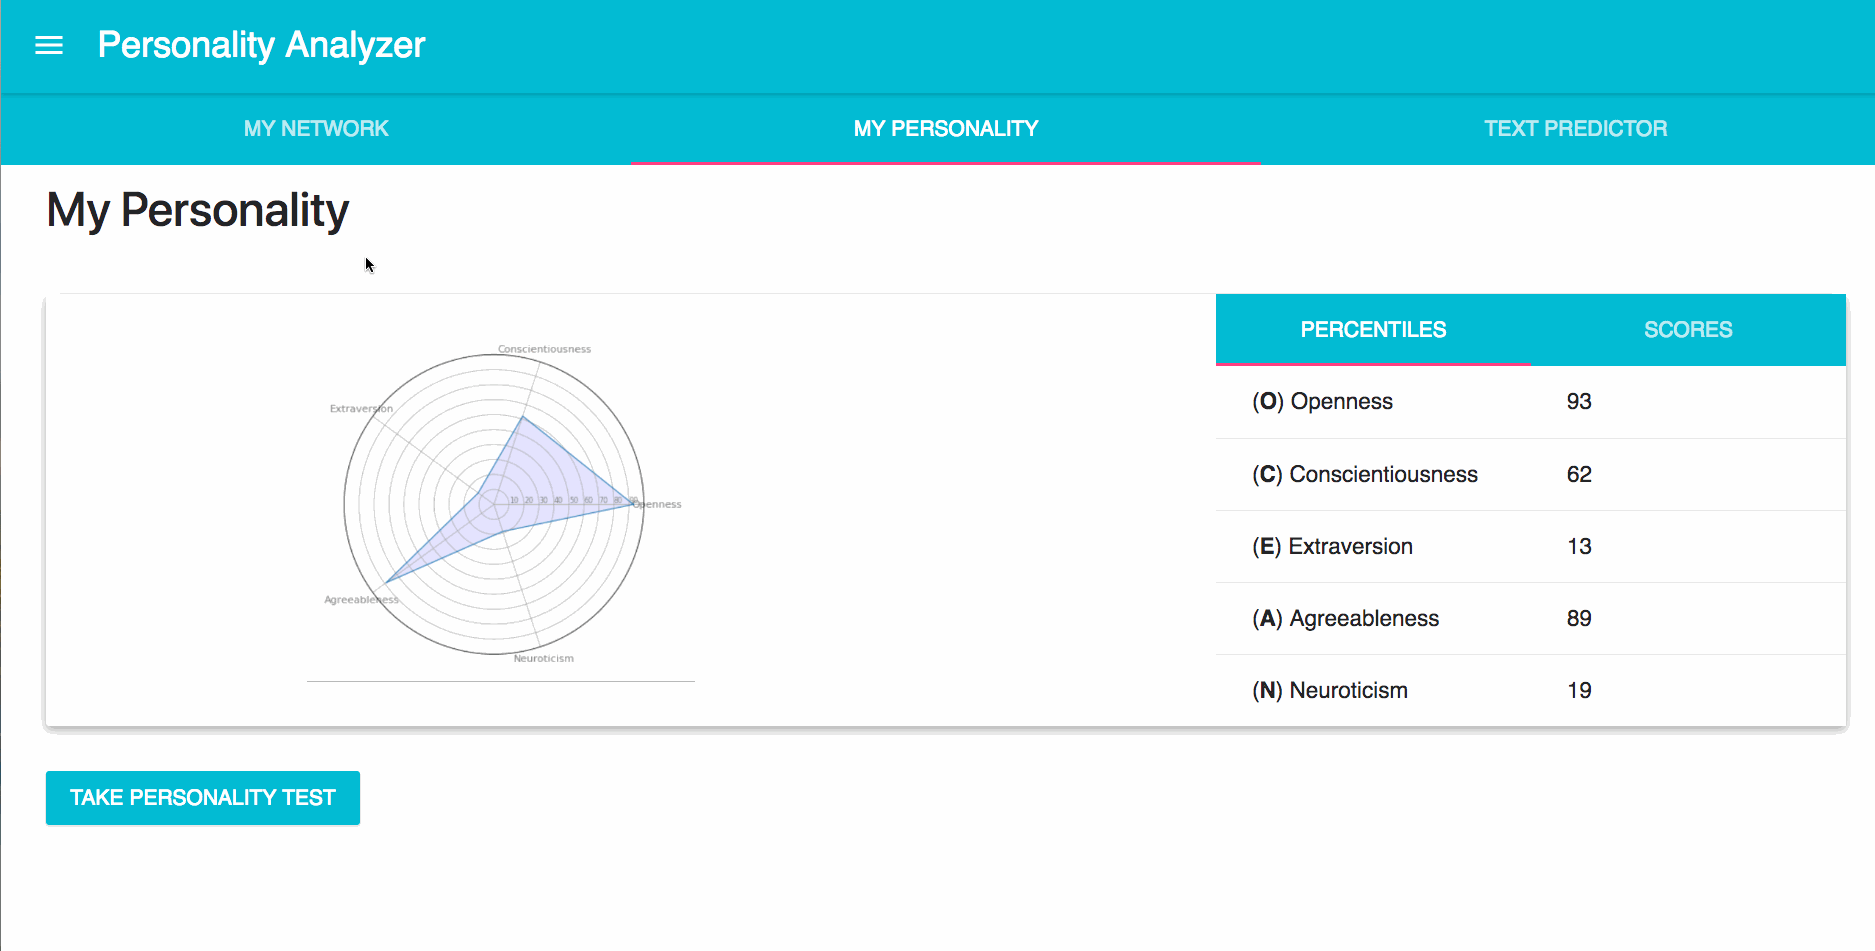 Personality Analyzer
MY NETWORK MY PERSONALITY TEXT PREDICTOR
My Personality
PERCENTILES SCORES
(O) Openness 93
(C) Conscientiousness 62
(E) Extraversion 13
(A) Agreeableness 89
(N) Neuroticism 19
Conscientiousness
Extraversion
10 20 30 40 50 60 70 80 90
Openness
Agreeableness
Neuroticism
TAKE PERSONALITY TEST